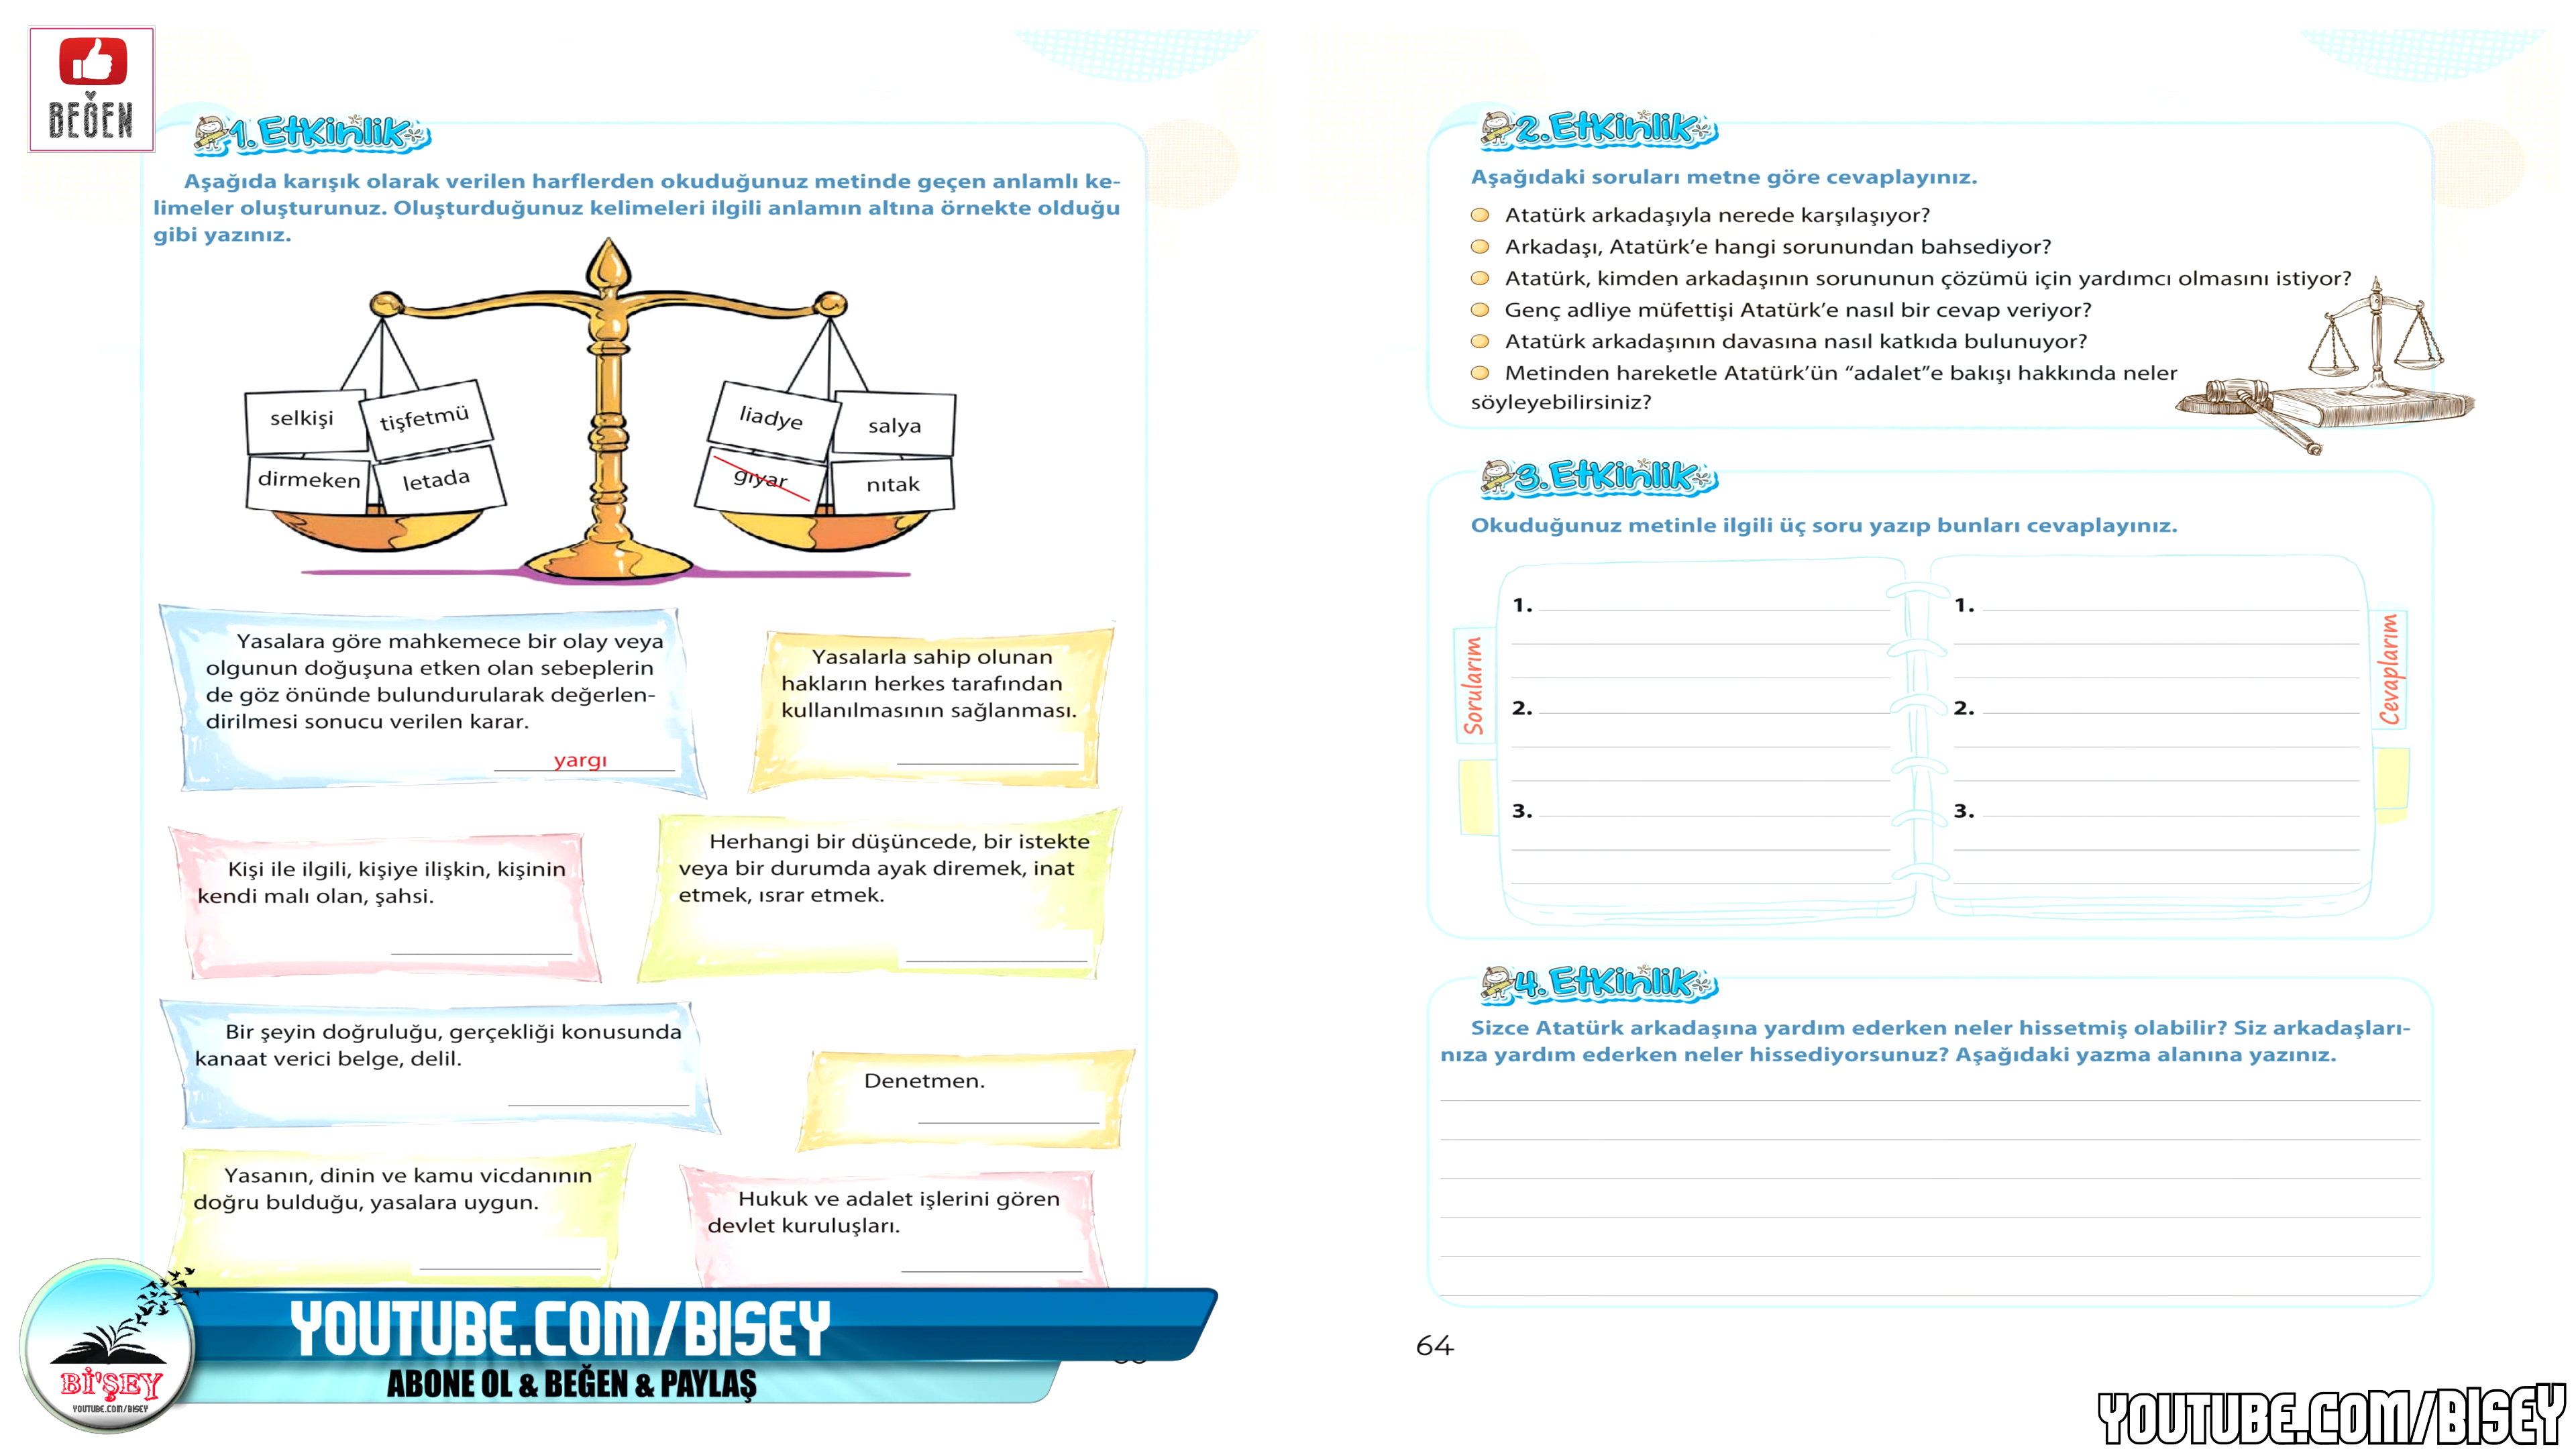 BEĞEN
1. Etkinlik
Aşağıda karışık olarak verilen harflerden okuduğunuz metinde geçen anlamlı ke-
limeler oluşturunuz. Oluşturduğunuz kelimeleri ilgili anlamın altına örnekte olduğu
gibi yazınız.
selkişi
tişfetmü
dirmeken
letada
liadye
salya
gıyar
nıtak
Yasalara göre mahkemece bir olay veya
olgunun doğuşuna etken olan sebeplerin
de göz önünde bulundurularak değerlen-
dirilmesi sonucu verilen karar.
yargı
Yasalarla sahip olunan
hakların herkes tarafından
kullanılmasının sağlanması.
Kişi ile ilgili, kişiye ilişkin, kişinin
kendi malı olan, şahsi.
Herhangi bir düşüncede, bir istekte
veya bir durumda ayak diremek, inat
etmek, ısrar etmek.
Bir şeyin doğruluğu, gerçekliği konusunda
kanaat verici belge, delil.
Denetmen.
Yasanın, dinin ve kamu vicdanının
doğru bulduğu, yasalara uygun.
Hukuk ve adalet işlerini gören
devlet kuruluşları.
YOUTUBE.COM/BISEY
ABONE OL & BEĞEN & PAYLAŞ
Bİ'ŞEY
YOUTUBE.COM/BISEY
2. Etkinlik
Aşağıdaki soruları metne göre cevaplayınız.
Atatürk arkadaşıyla nerede karşılaşıyor?
Arkadaşı, Atatürk’e hangi sorunundan bahsediyor?
Atatürk, kimden arkadaşının sorununun çözümü için yardımcı olmasını istiyor?
Genç adliye müfettişi Atatürk’e nasıl bir cevap veriyor?
Atatürk arkadaşının davasına nasıl katkıda bulunuyor?
Metinden hareketle Atatürk’ün “adalet”e bakışı hakkında neler
söyleyebilirsiniz?
3. Etkinlik
Okuduğunuz metinle ilgili üç soru yazıp bunları cevaplayınız.
Sorularım
1.
2.
3.
1.
2.
3.
Cevaplarım
4. Etkinlik
Sizce Atatürk arkadaşına yardım ederken neler hissetmiş olabilir? Siz arkadaşları-
nıza yardım ederken neler hissediyorsunuz? Aşağıdaki yazma alanına yazınız.
64
YOUTUBE.COM/BISEY